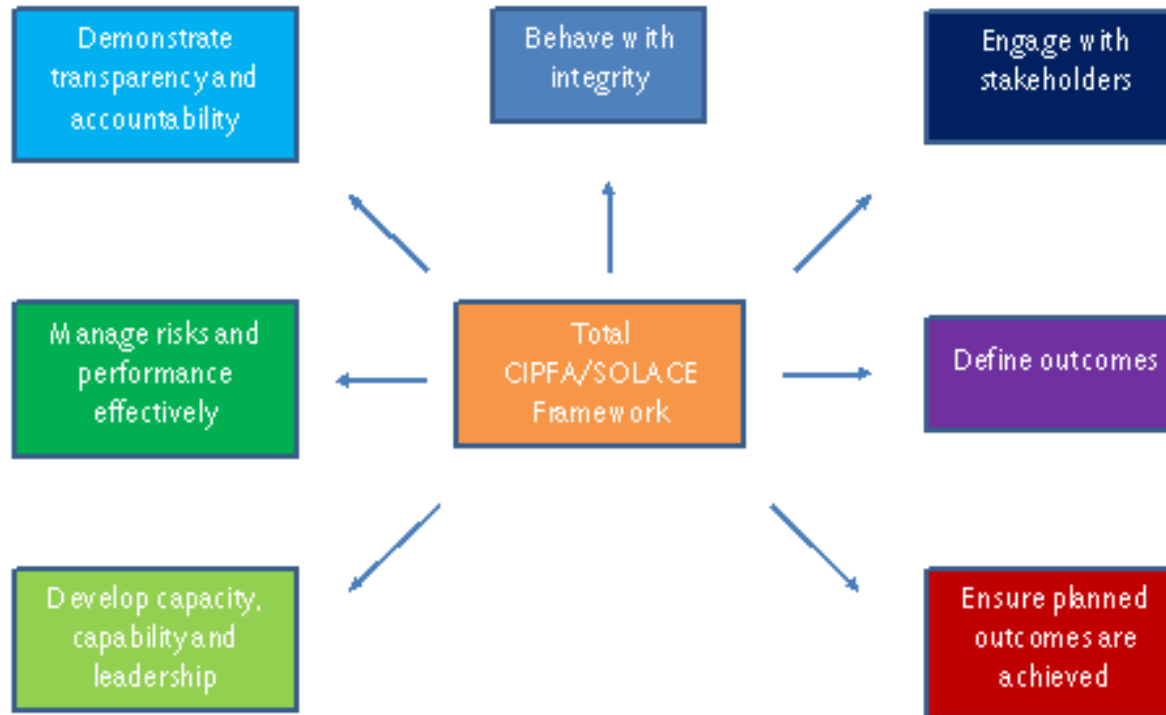 Demonstrate
transparency and
accountability
Behave with
integrity
Engage with
stakeholders
Manage risks and
performance
effectively
Total
CIPFA/SOLACE
Framework
Define outcomes
Develop capacity,
capability and
leadership
Ensure planned
outcomes are
achieved